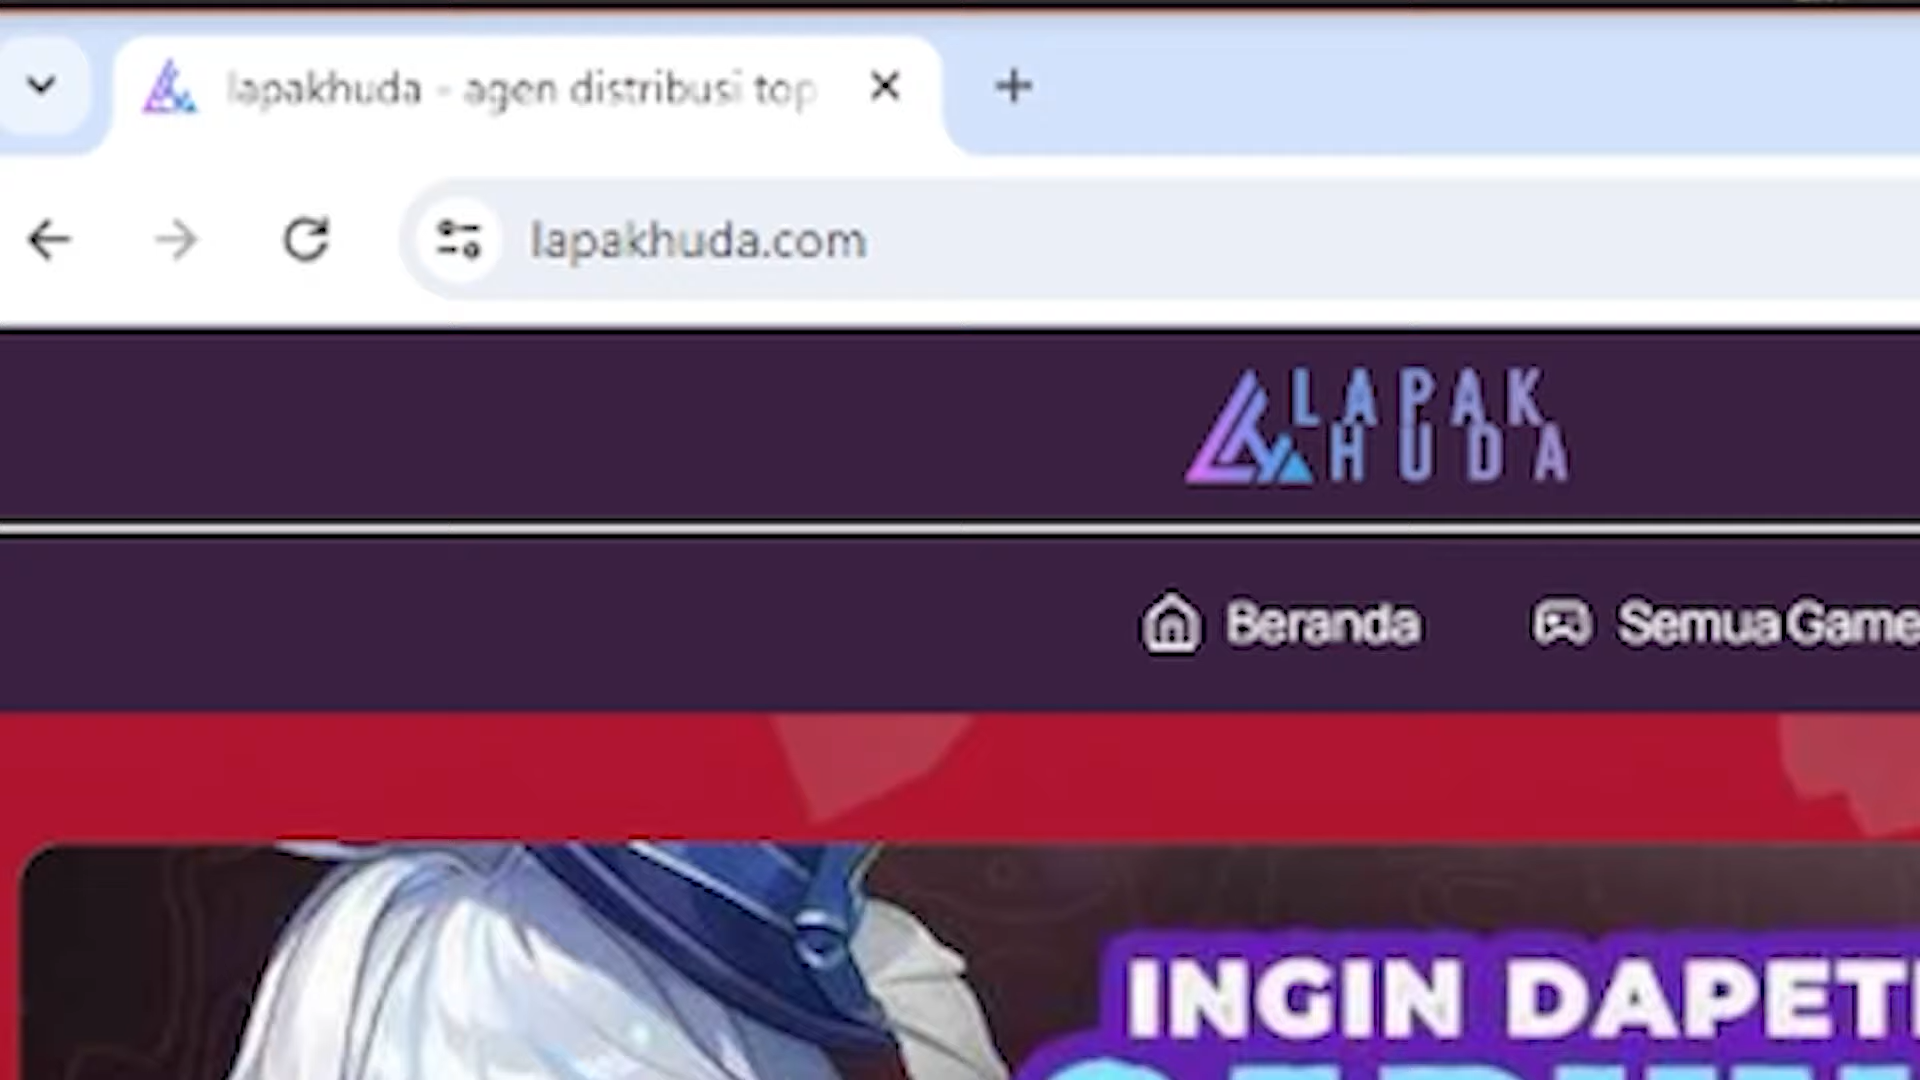 lapakhuda - agen distribusi top
lapakhuda.com
LAPAK
HUDA
Beranda
Semua Game
INGIN DAPET